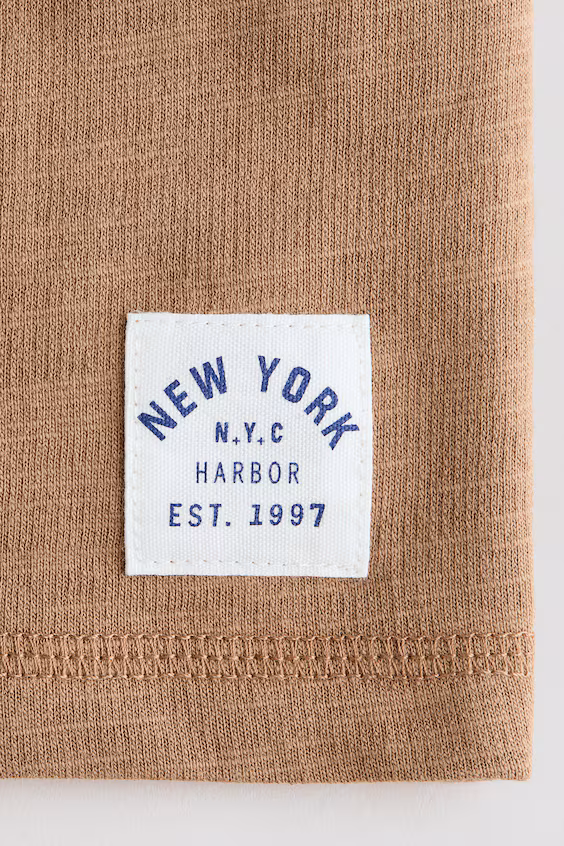 NEW YORK
N.Y.C
HARBOR
EST. 1997